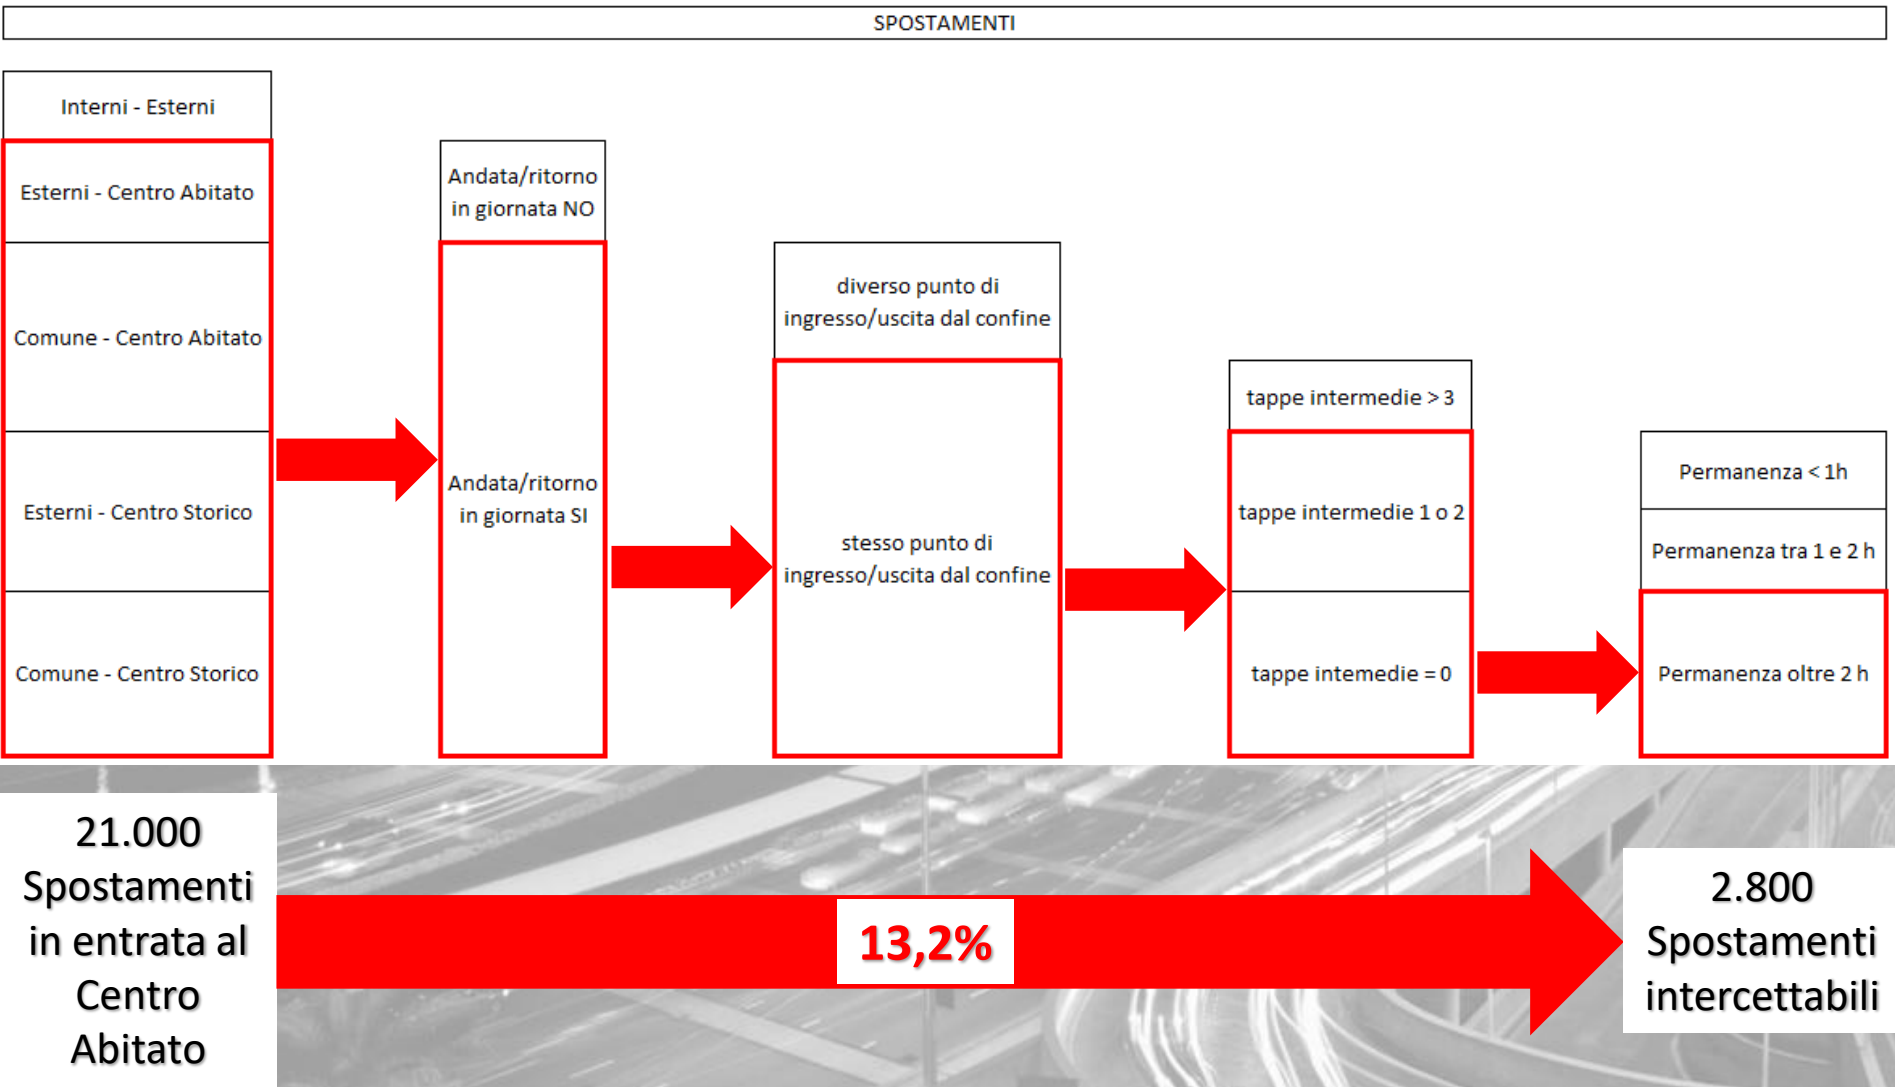 SPOSTAMENTI
Interni - Esterni
Esterni - Centro Abitato
Comune - Centro Abitato
Esterni - Centro Storico
Comune - Centro Storico
Andata/ritorno
in giornata NO
Andata/ritorno
in giornata SI
diverso punto di
ingresso/uscita dal confine
stesso punto di
ingresso/uscita dal confine
tappe intermedie > 3
tappe intermedie 1 o 2
tappe intemedie = 0
Permanenza < 1h
Permanenza tra 1 e 2 h
Permanenza oltre 2 h
21.000
Spostamenti
in entrata al
Centro
Abitato
13,2%
2.800
Spostamenti
intercettabili